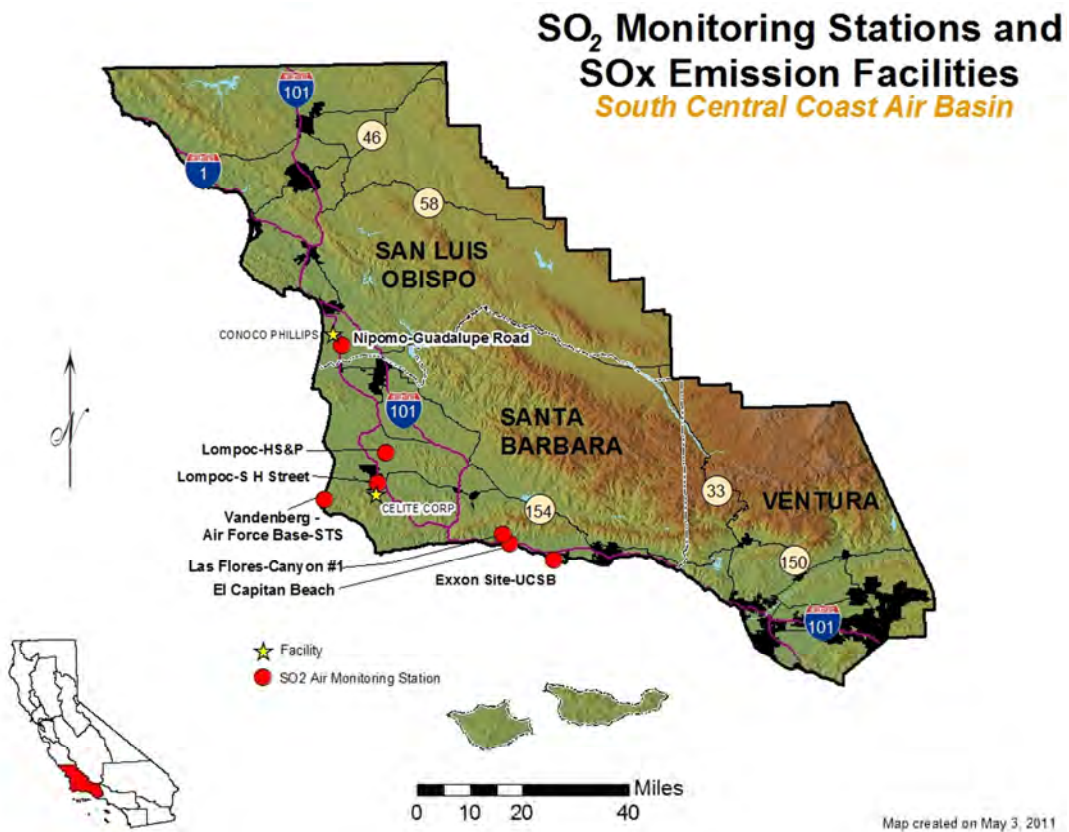 SO₂ Monitoring Stations and
SOx Emission Facilities
South Central Coast Air Basin
101
46
1
58
SAN LUIS
OBISPO
CONOCO PHILLIPS
Nipomo-Guadalupe Road
101
SANTA
BARBARA
Lompoc-HS&P
Lompoc-S H Street
CELITE CORP
154
33
VENTURA
Vandenberg -
Air Force Base-STS
150
Las Flores-Canyon #1
El Capitan Beach
Exxon Site-UCSB
101
N
Facility
SO2 Air Monitoring Station
Miles
0 10 20 40
Map created on May 3, 2011